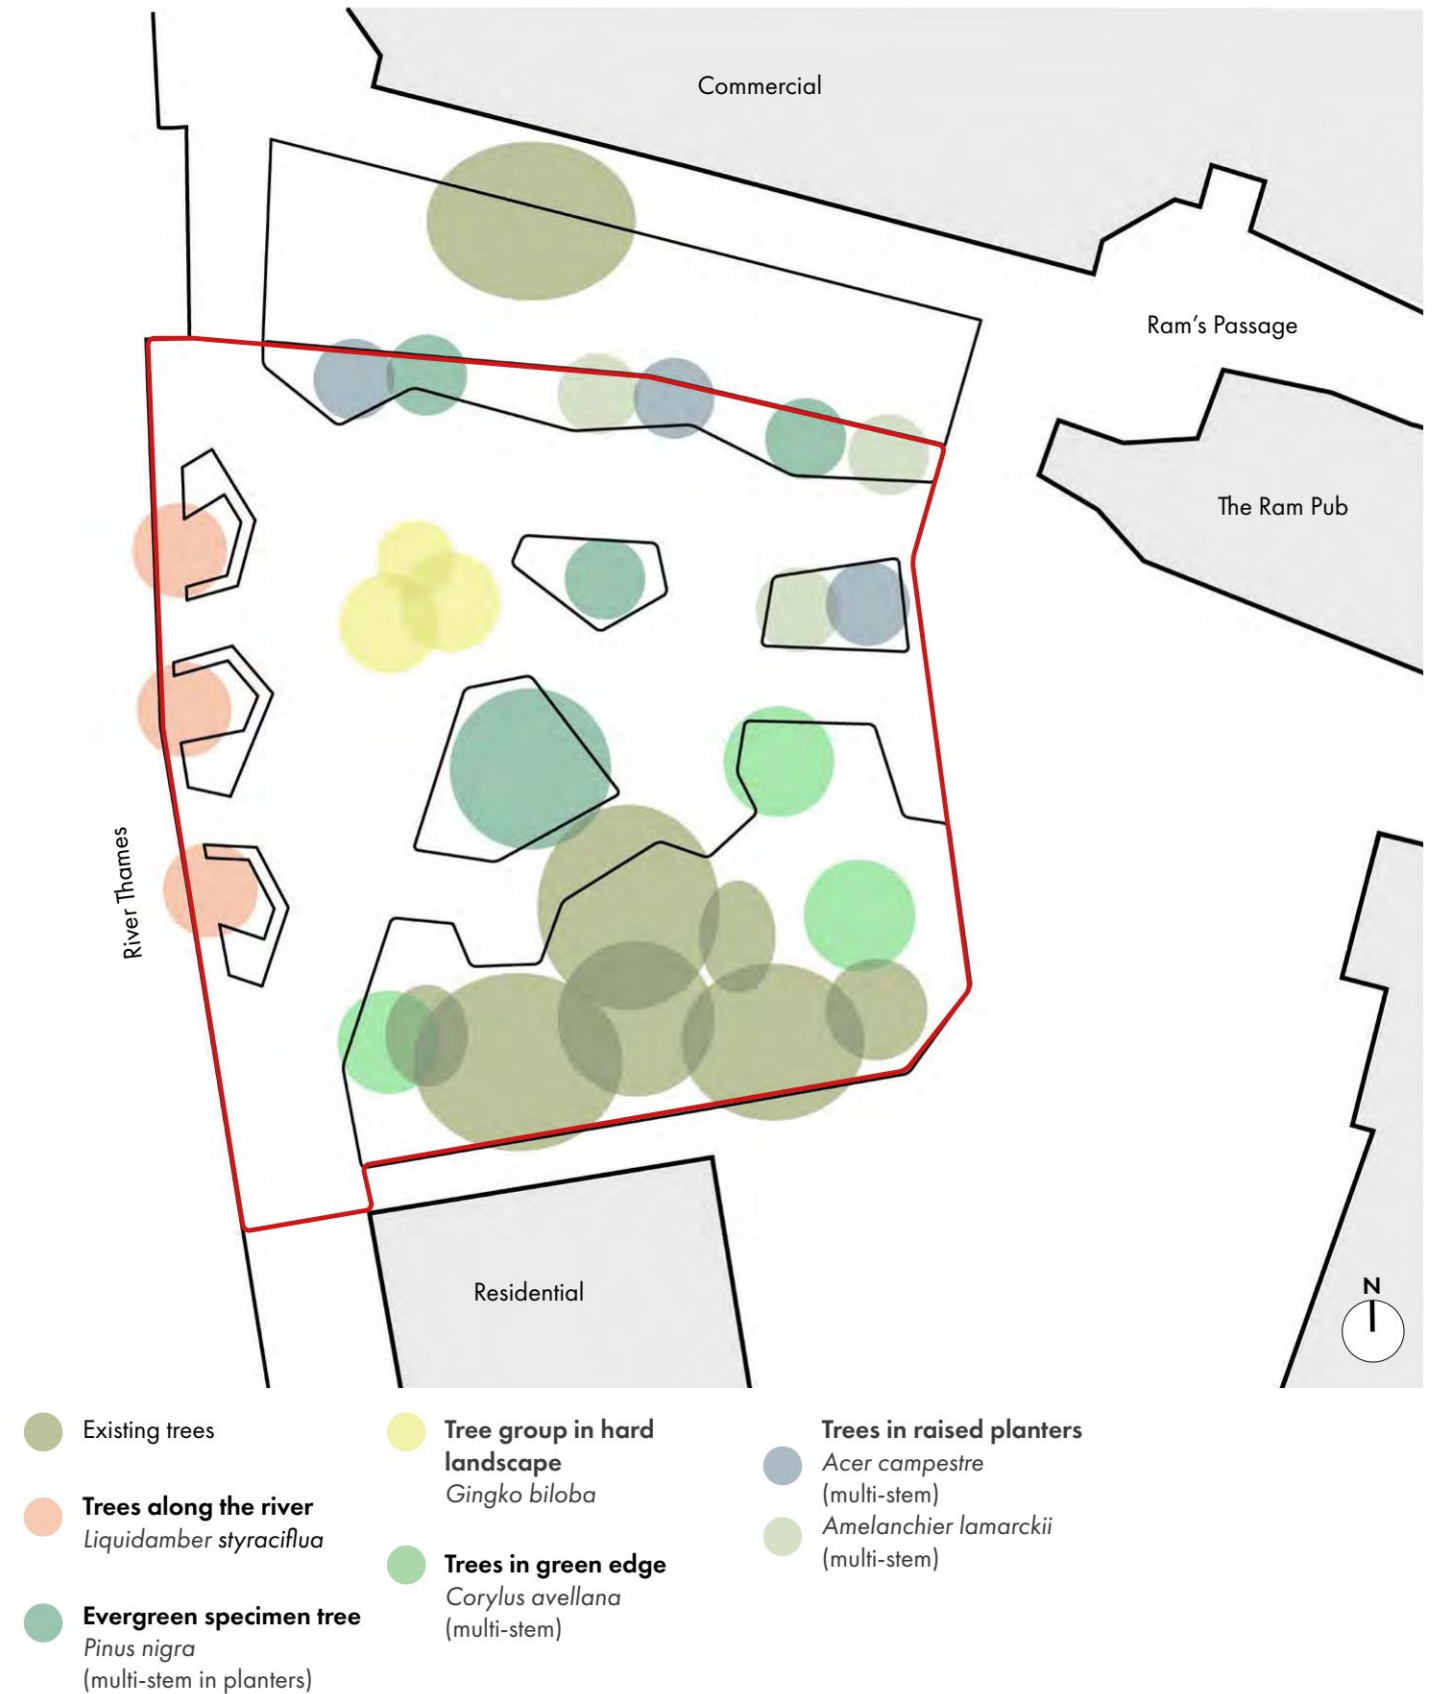 Commercial
Ram's Passage
The Ram Pub
River Thames
Residential
N
Existing trees
Trees along the river
Liquidamber styraciflua
Evergreen specimen tree
Pinus nigra
(multi-stem in planters)
Tree group in hard
landscape
Gingko biloba
Trees in green edge
Corylus avellana
(multi-stem)
Trees in raised planters
Acer campestre
(multi-stem)
Amelanchier lamarckii
(multi-stem)